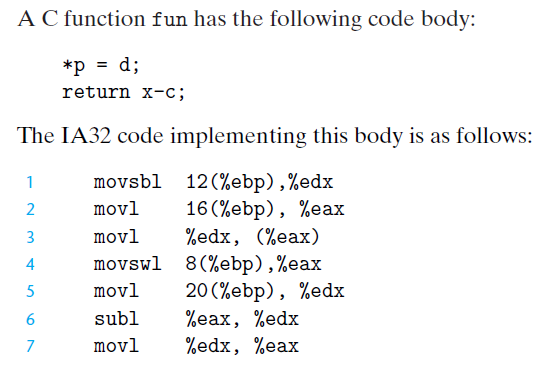 A C function fun has the following code body:
*p = d;
return x-c;
The IA32 code implementing this body is as follows:
1 movsbl 12(%ebp),%edx
2 movl 16(%ebp), %eax
3 movl %edx, (%eax)
4 movswl 8(%ebp),%eax
5 movl 20(%ebp), %edx
6 subl %eax, %edx
7 movl %edx, %eax